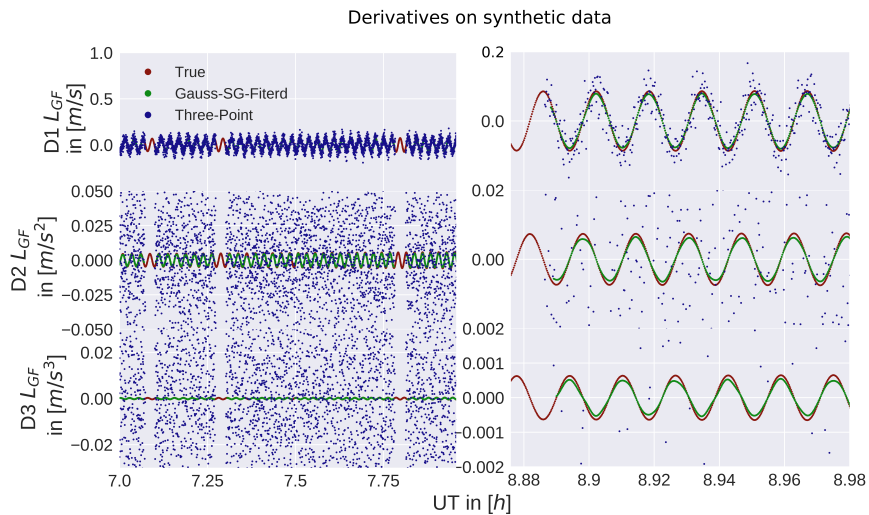 Derivatives on synthetic data
True
Gauss-SG-Fiterd
Three-Point
D1 L_GF
in [m/s]
1.0
0.5
0.0
D2 L_GF
in [m/s²]
0.050
0.025
0.000
−0.025
−0.050
D3 L_GF
in [m/s³]
0.02
0.00
−0.02
7.0 7.25 7.5 7.75
0.2
0.0
0.02
0.00
0.002
0.001
0.000
−0.001
−0.002
8.88 8.9 8.92 8.94 8.96 8.98
UT in [h]